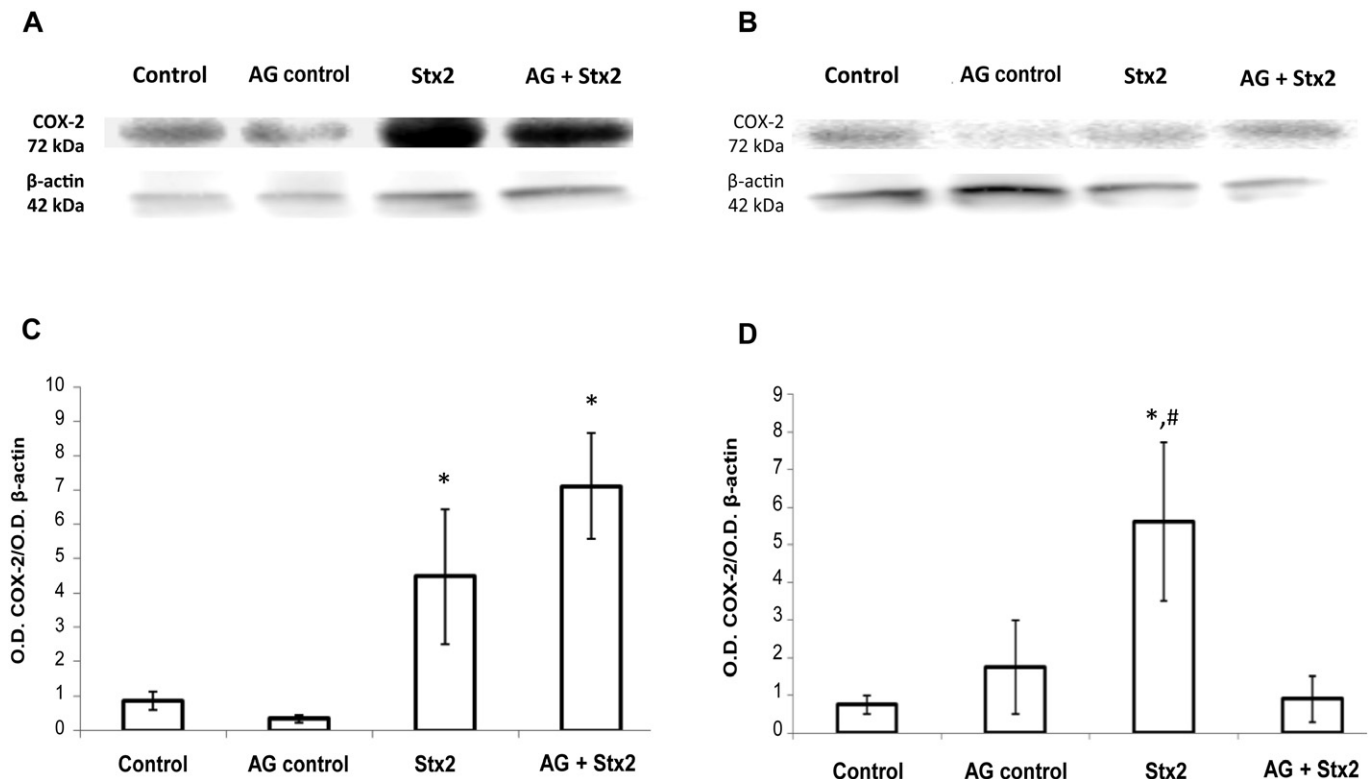 A
Control AG control Stx2 AG + Stx2
COX-2
72 kDa
β-actin
42 kDa
B
Control AG control Stx2 AG + Stx2
COX-2
72 kDa
β-actin
42 kDa
C
O.D. COX-2/O.D. β-actin
10
9
8
7
6
5
4
3
2
1
0
*
*
Control AG control Stx2 AG + Stx2
D
O.D. COX-2/O.D. β-actin
9
8
7
6
5
4
3
2
1
0
*,#
Control AG control Stx2 AG + Stx2